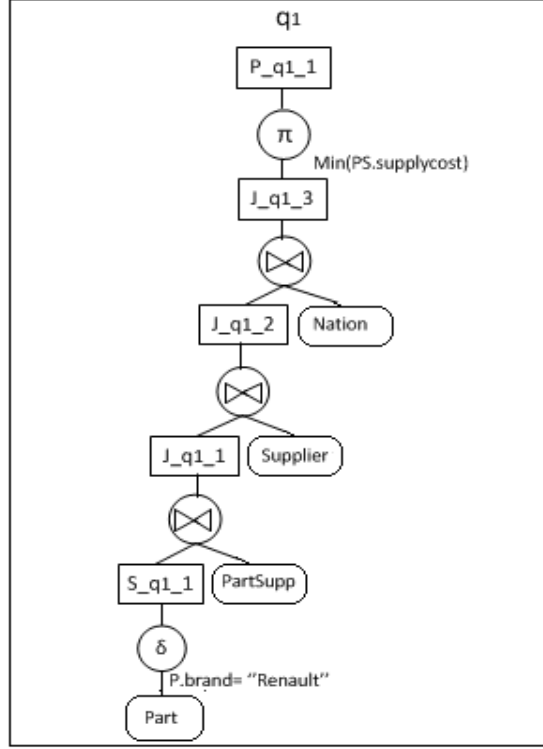 q1
P_q1_1
π
Min(PS.supplycost)
J_q1_3
J_q1_2
Nation
J_q1_1
Supplier
S_q1_1
PartSupp
δ
P.brand= “Renault”
Part